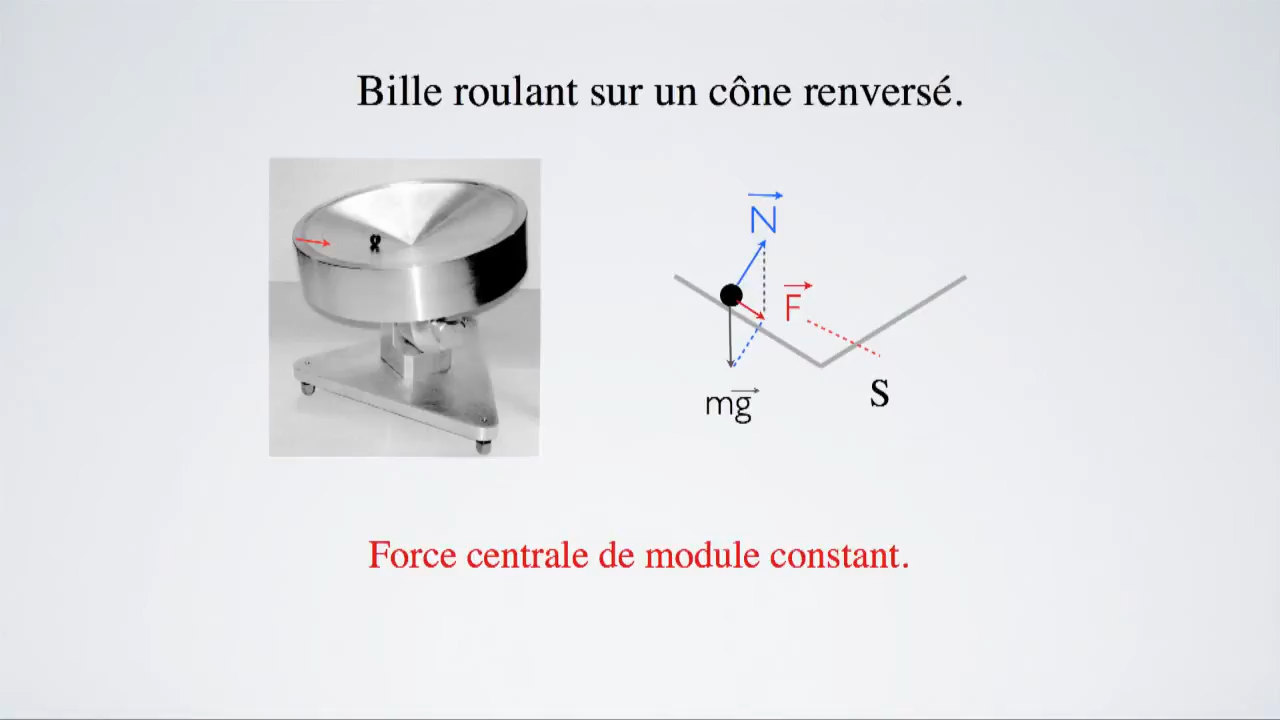 Bille roulant sur un cône renversé.
N
F
mg
S
Force centrale de module constant.